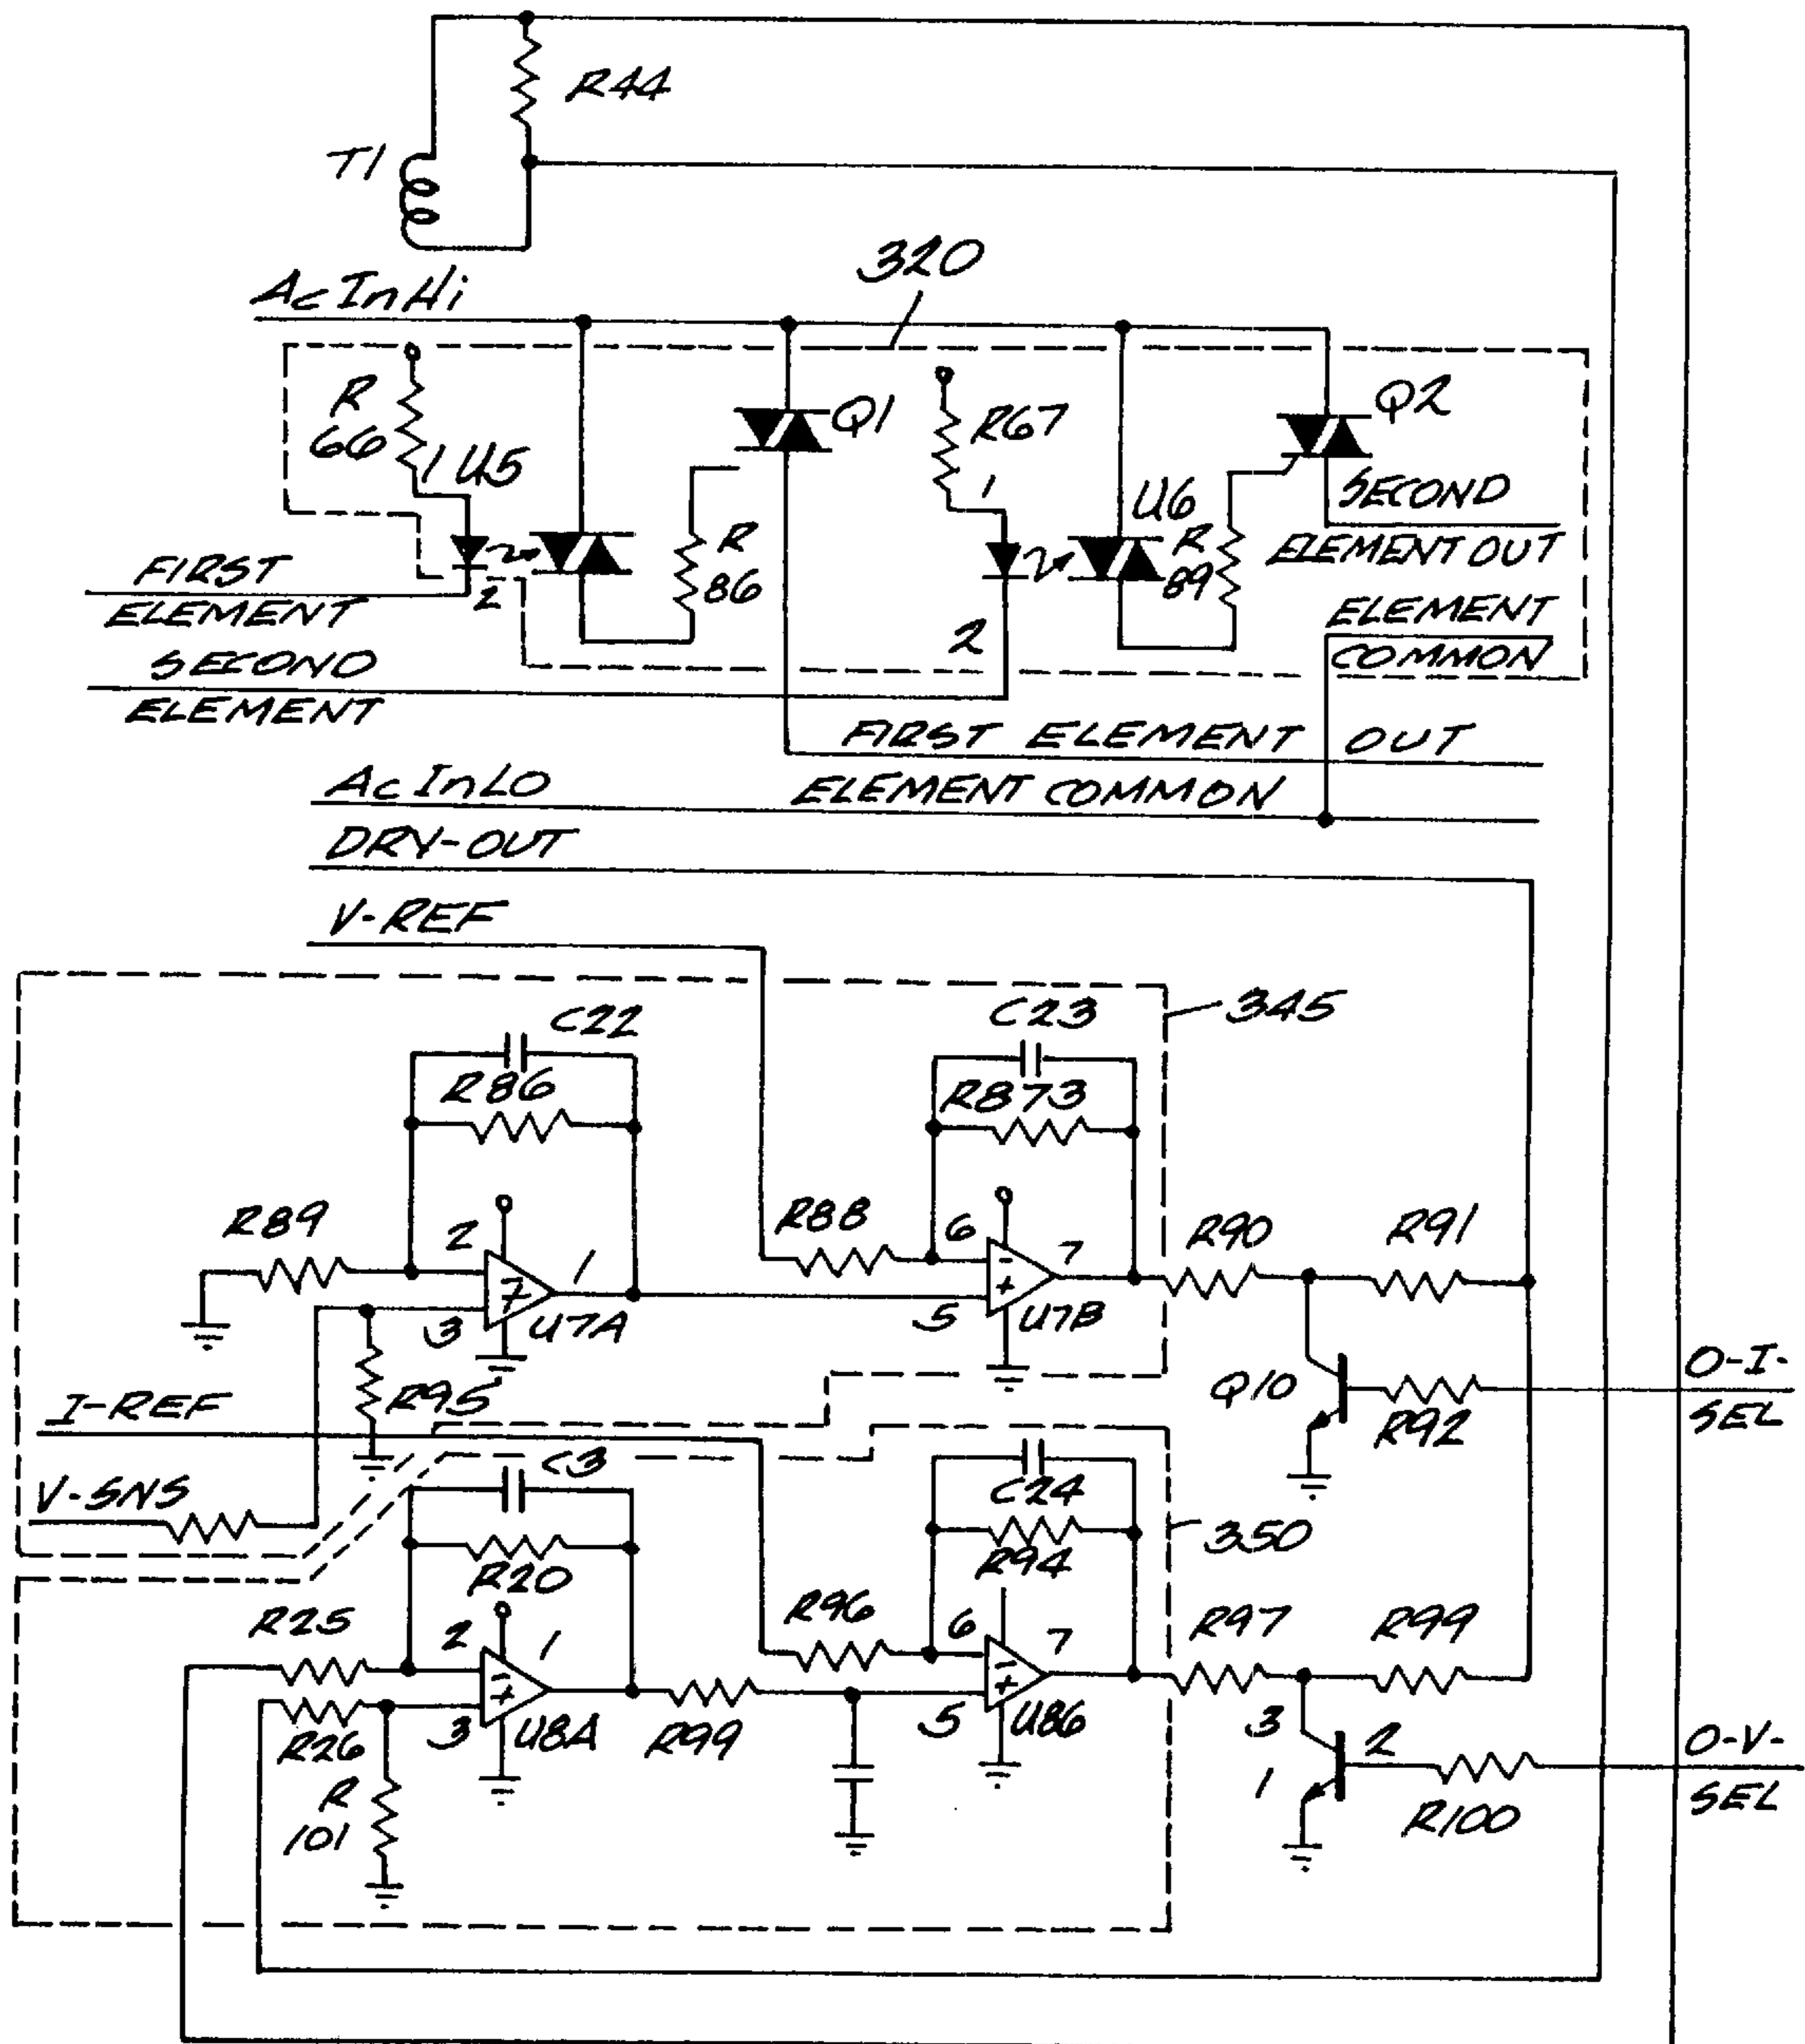 R44
T1
320
AcInHi
R
66
1
U5
Q1
R67
1
Q2
U6
SECOND
ELEMENT OUT
R
86
R
89
FIRST
ELEMENT
2
ELEMENT
COMMON
SECOND
ELEMENT
2
FIRST ELEMENT OUT
AcInLO
ELEMENT COMMON
DRY-OUT
V-REF
345
C22
C23
R86
R873
R89
2
1
R88
6
7
R90
R91
3
U7A
5
U7B
R95
Q10
R92
O-I-
SEL
I-REF
V-SNS
C3
C24
350
R20
R94
R25
2
1
R96
6
7
R97
R99
R26
3
U8A
R99
5
U86
3
2
1
O-V-
SEL
R
101
R100